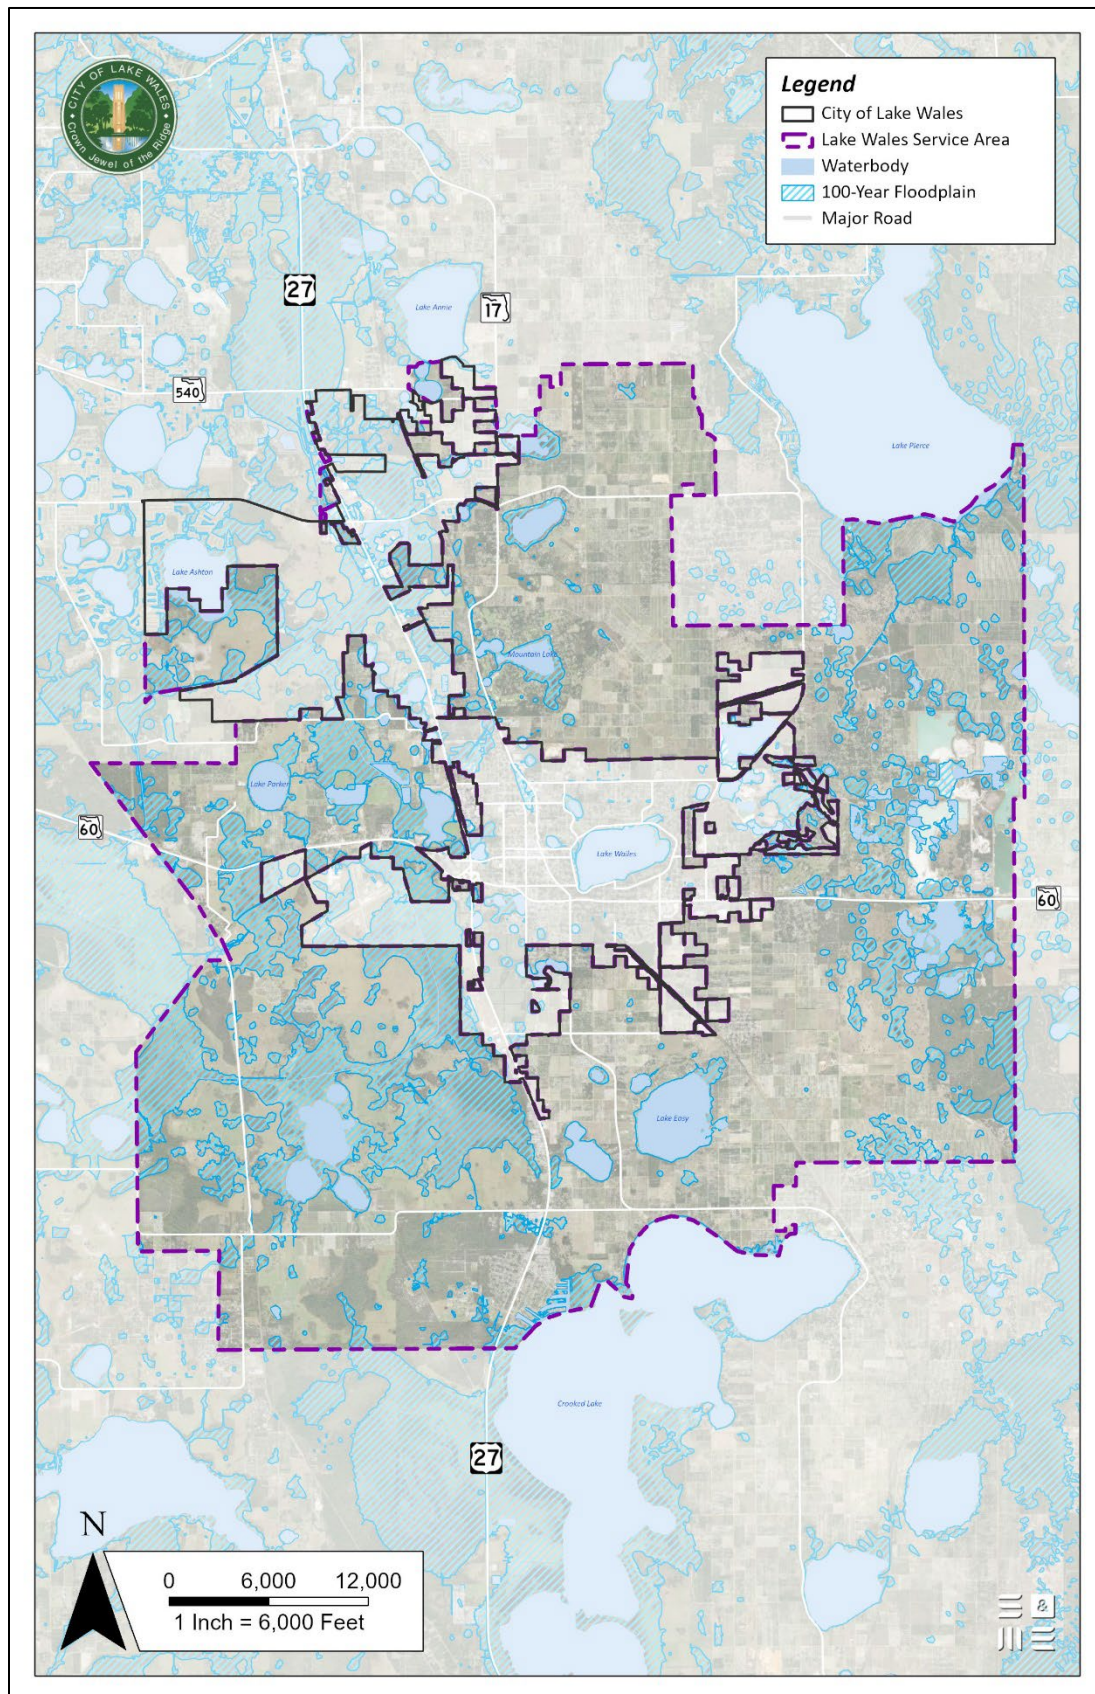 CITY OF LAKE WALES
Crown Jewel of the Ridge
Legend
City of Lake Wales
Lake Wales Service Area
Waterbody
100-Year Floodplain
Major Road
27
Lake Annie
17
540
Lake Pierce
Lake Ashton
Mountain Lake
Lake Parker
60
Lake Wailes
60
Lake Easy
Crooked Lake
27
N
0 6,000 12,000
1 Inch = 6,000 Feet
&